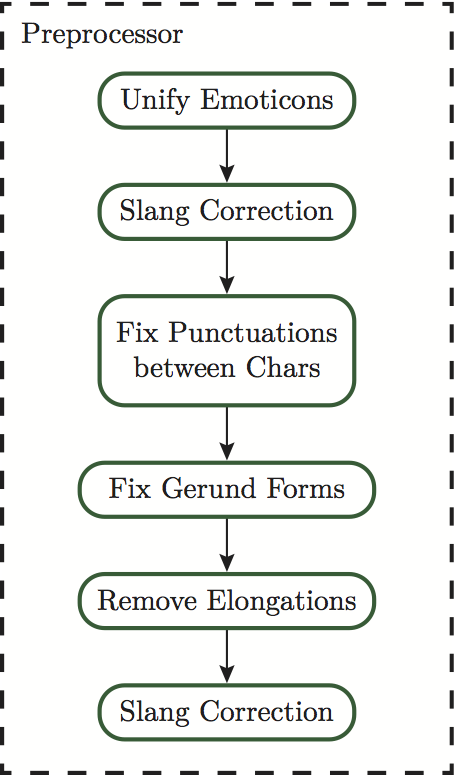 Preprocessor
Unify Emoticons
Slang Correction
Fix Punctuations
between Chars
Fix Gerund Forms
Remove Elongations
Slang Correction